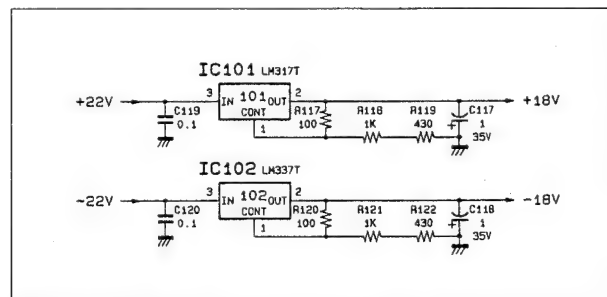 IC101 LM317T
+22V
3
IN 101 OUT
CONT
2
1
C119
0.1
R117
100
R118
1K
R119
430
C117
+ 1
35V
+18V
IC102 LM337T
~22V
3
IN 102 OUT
CONT
2
1
C120
0.1
R120
100
R121
1K
R122
430
C118
+ 1
35V
-18V